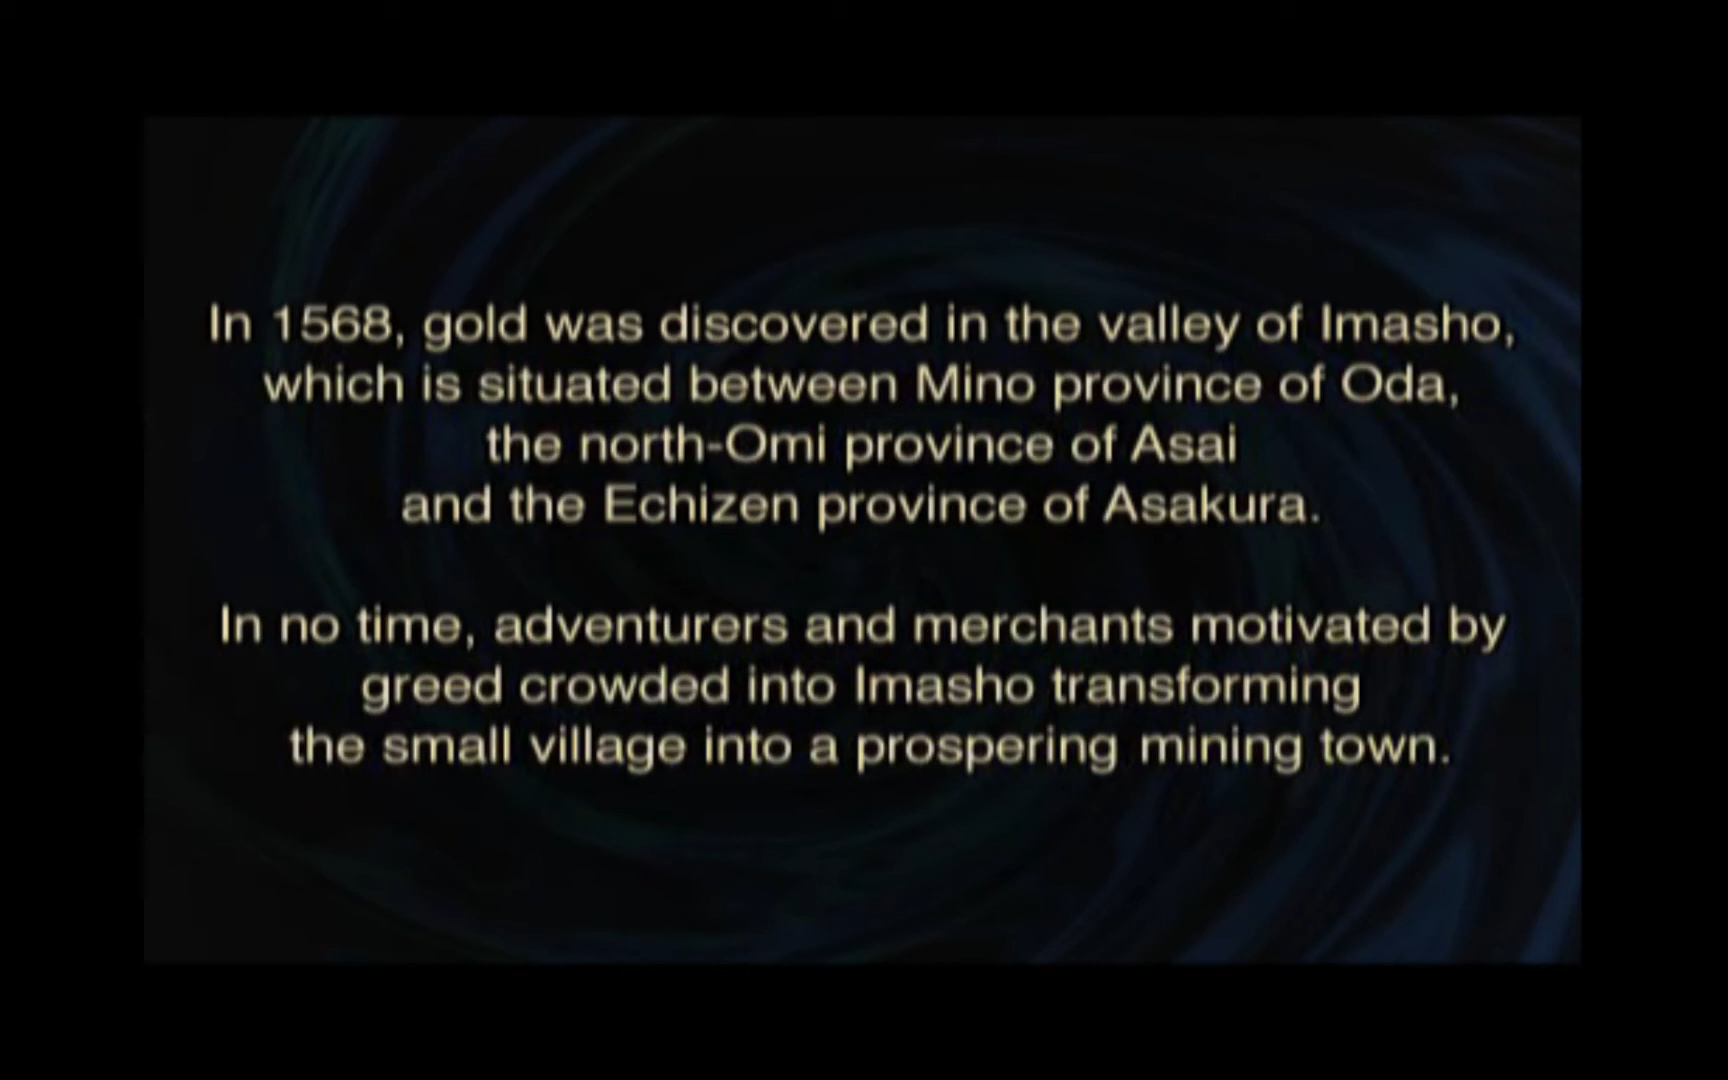 In 1568, gold was discovered in the valley of Imasho,
which is situated between Mino province of Oda,
the north-Omi province of Asai
and the Echizen province of Asakura.
In no time, adventurers and merchants motivated by
greed crowded into Imasho transforming
the small village into a prospering mining town.